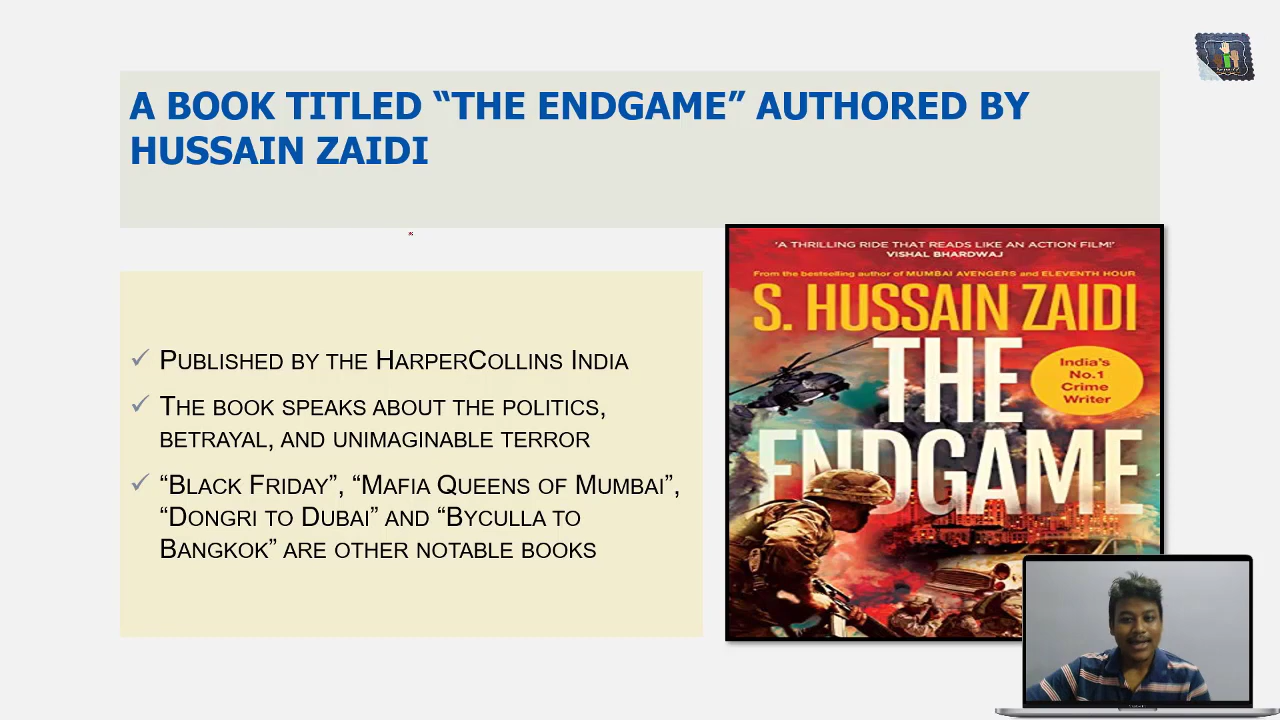 A BOOK TITLED “THE ENDGAME” AUTHORED BY
HUSSAIN ZAIDI
✓ PUBLISHED BY THE HARPERCOLLINS INDIA
✓ THE BOOK SPEAKS ABOUT THE POLITICS,
BETRAYAL, AND UNIMAGINABLE TERROR
✓ “BLACK FRIDAY”, “MAFIA QUEENS OF MUMBAI”,
“DONGRI TO DUBAI” AND “BYCULLA TO
BANGKOK” ARE OTHER NOTABLE BOOKS
‘A THRILLING RIDE THAT READS LIKE AN ACTION FILM!’
VISHAL BHARDWAJ
From the bestselling author of MUMBAI AVENGERS and ELEVENTH HOUR
S. HUSSAIN ZAIDI
THE
ENDGAME
India's
No.1
Crime
Writer